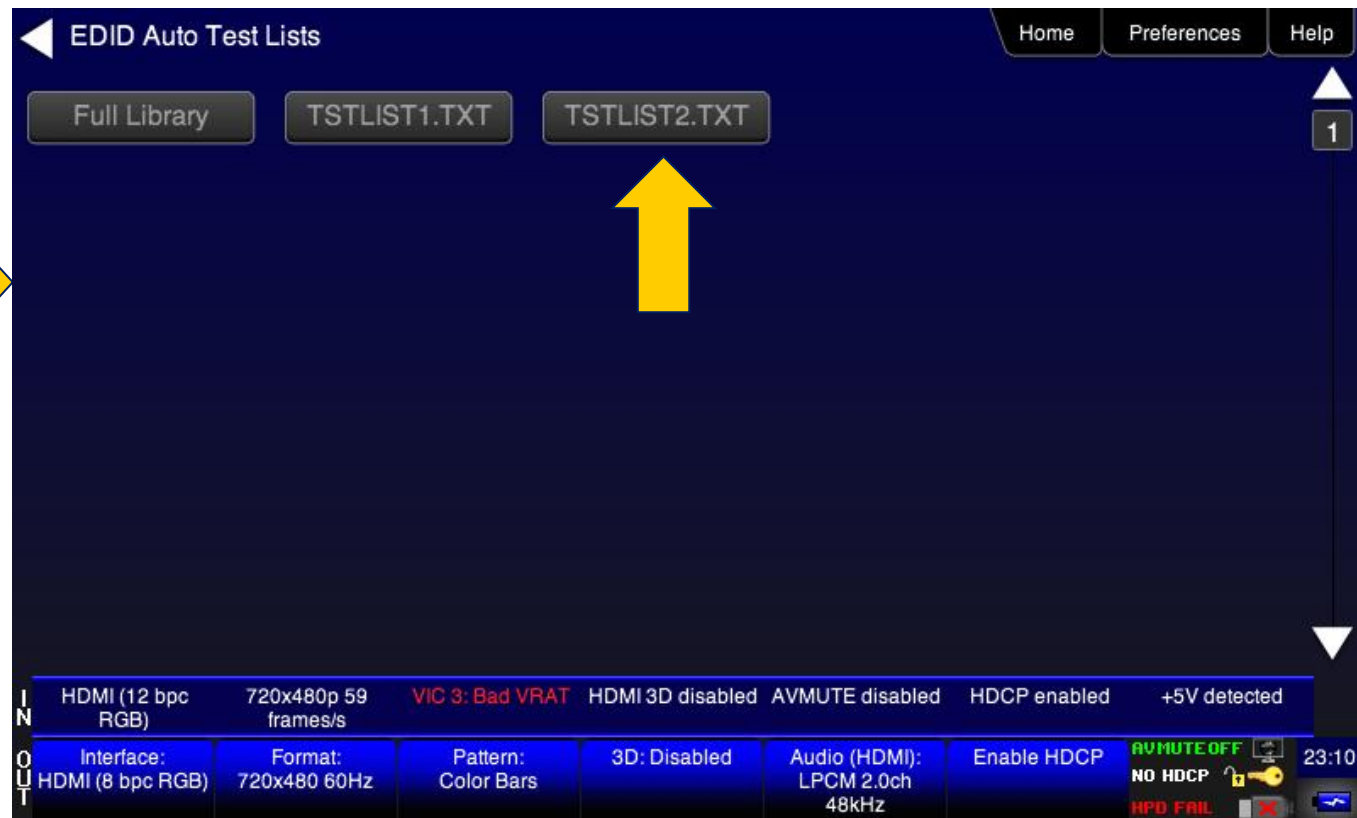 EDID Auto Test Lists
Home
Preferences
Help
Full Library
TSTLIST1.TXT
TSTLIST2.TXT
1
IN
HDMI (12 bpc
RGB)
720x480p 59
frames/s
VIC 3: Bad VRAT
HDMI 3D disabled
AVMUTE disabled
HDCP enabled
+5V detected
OUT
Interface:
HDMI (8 bpc RGB)
Format:
720x480 60Hz
Pattern:
Color Bars
3D: Disabled
Audio (HDMI):
LPCM 2.0ch
48kHz
Enable HDCP
AVMUTEOFF
NO HDCP
HPD FAIL
23:10